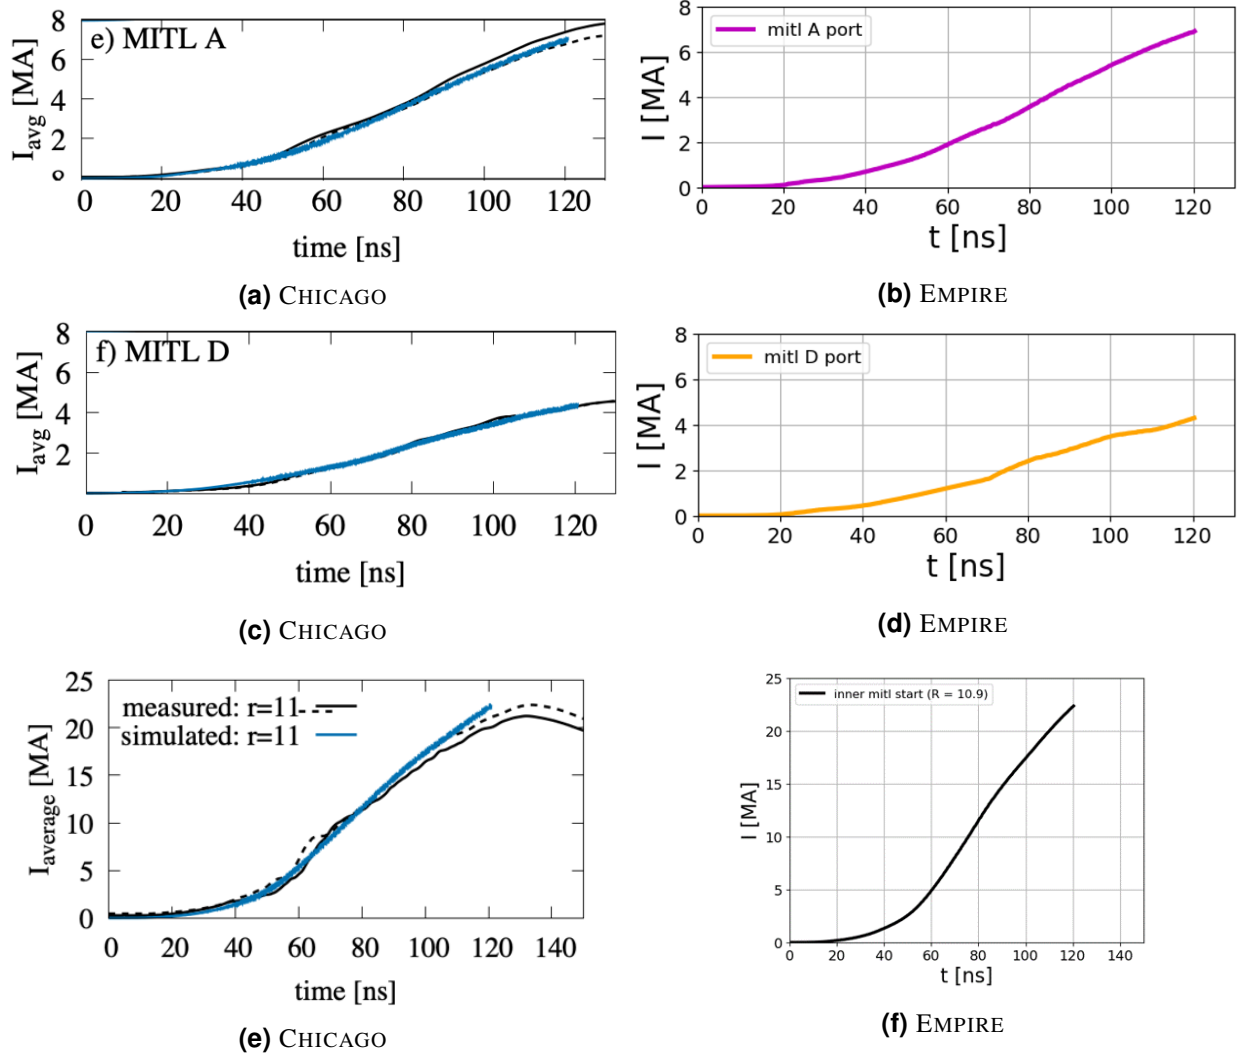 e) MITL A
I_avg [MA]
8
6
4
2
0
0 20 40 60 80 100 120
time [ns]
(a) CHICAGO
mitl A port
I [MA]
8
6
4
2
0
0 20 40 60 80 100 120
t [ns]
(b) EMPIRE
f) MITL D
I_avg [MA]
8
6
4
2
0 20 40 60 80 100 120
time [ns]
(c) CHICAGO
mitl D port
I [MA]
8
6
4
2
0
0 20 40 60 80 100 120
t [ns]
(d) EMPIRE
measured: r=11
simulated: r=11
I_average [MA]
25
20
15
10
5
0
0 20 40 60 80 100 120 140
time [ns]
(e) CHICAGO
inner mitl start (R = 10.9)
I [MA]
25
20
15
10
5
0
0 20 40 60 80 100 120 140
t [ns]
(f) EMPIRE